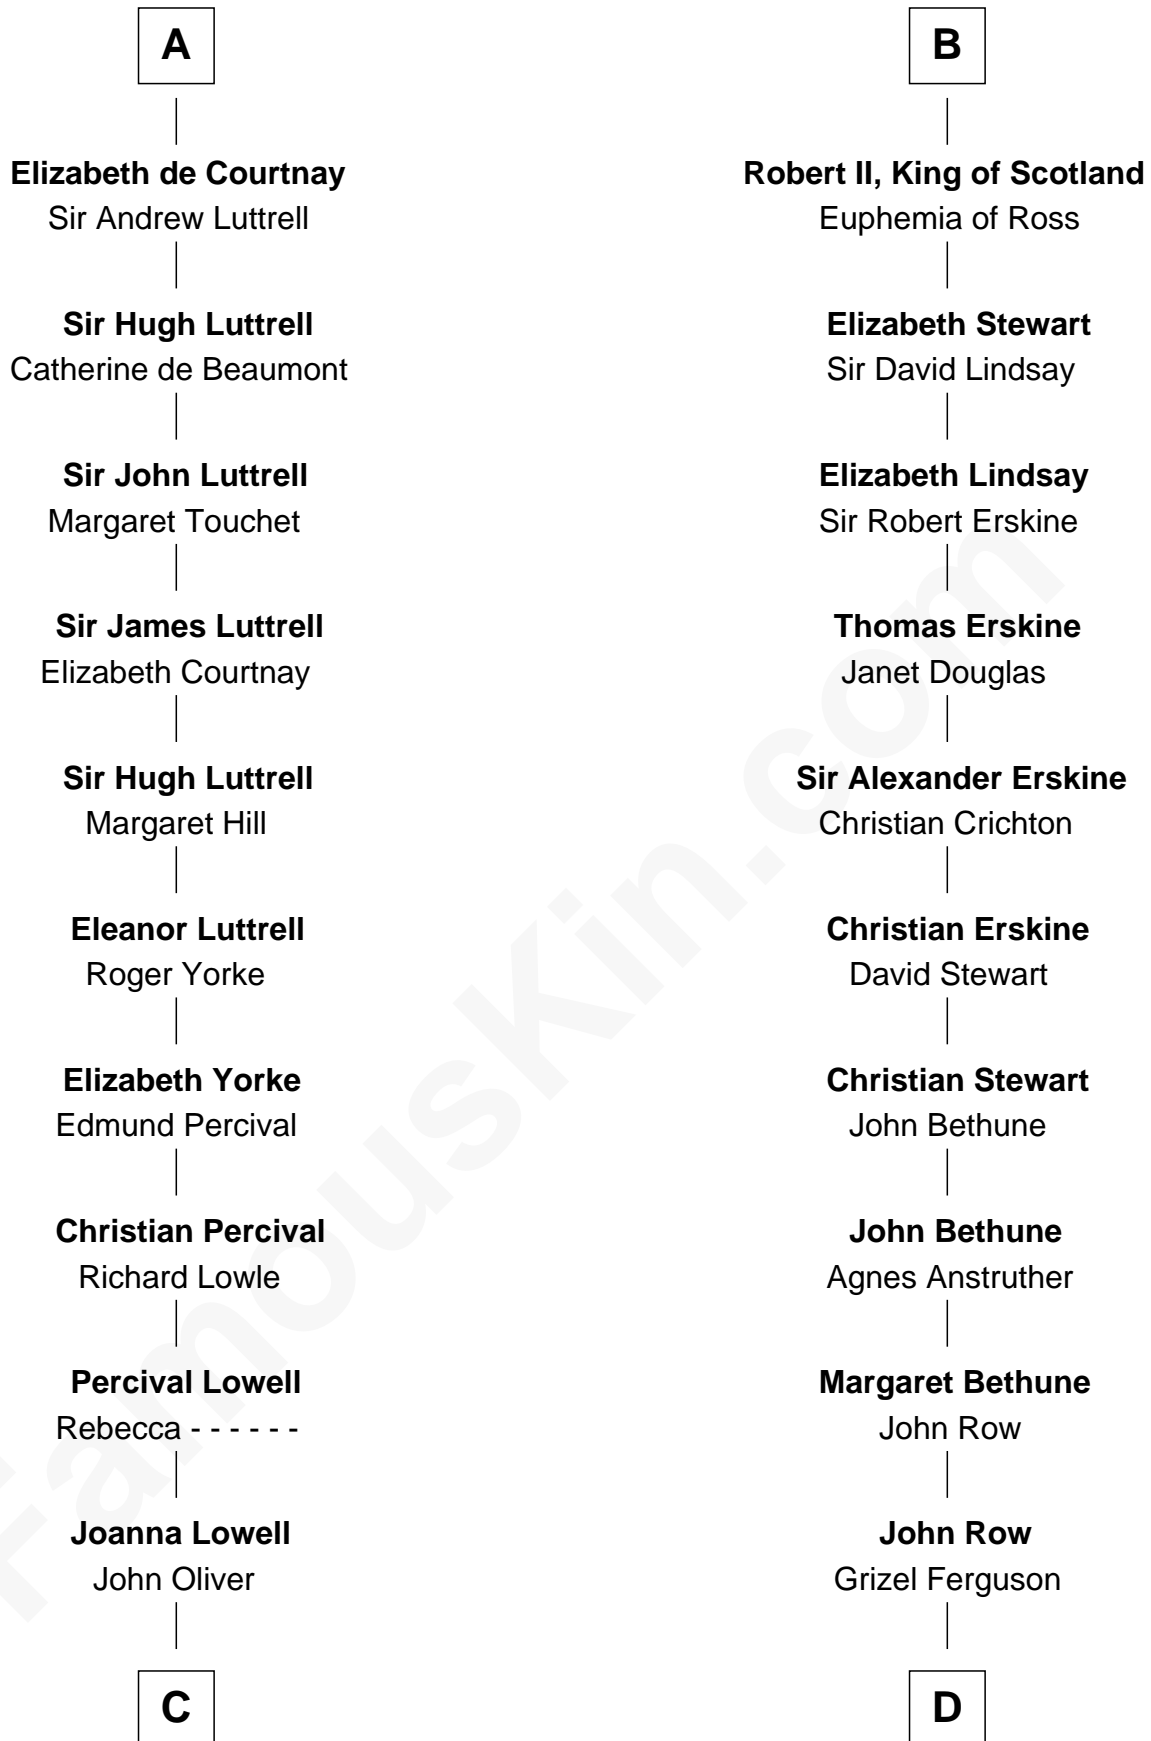 A
Elizabeth de Courtnay
Sir Andrew Luttrell
Sir Hugh Luttrell
Catherine de Beaumont
Sir John Luttrell
Margaret Touchet
Sir James Luttrell
Elizabeth Courtnay
Sir Hugh Luttrell
Margaret Hill
Eleanor Luttrell
Roger Yorke
Elizabeth Yorke
Edmund Percival
Christian Percival
Richard Lowle
Percival Lowell
Rebecca - - - - - -
Joanna Lowell
John Oliver
C
B
Robert II, King of Scotland
Euphemia of Ross
Elizabeth Stewart
Sir David Lindsay
Elizabeth Lindsay
Sir Robert Erskine
Thomas Erskine
Janet Douglas
Sir Alexander Erskine
Christian Crichton
Christian Erskine
David Stewart
Christian Stewart
John Bethune
John Bethune
Agnes Anstruther
Margaret Bethune
John Row
John Row
Grizel Ferguson
D
FamousKin.com